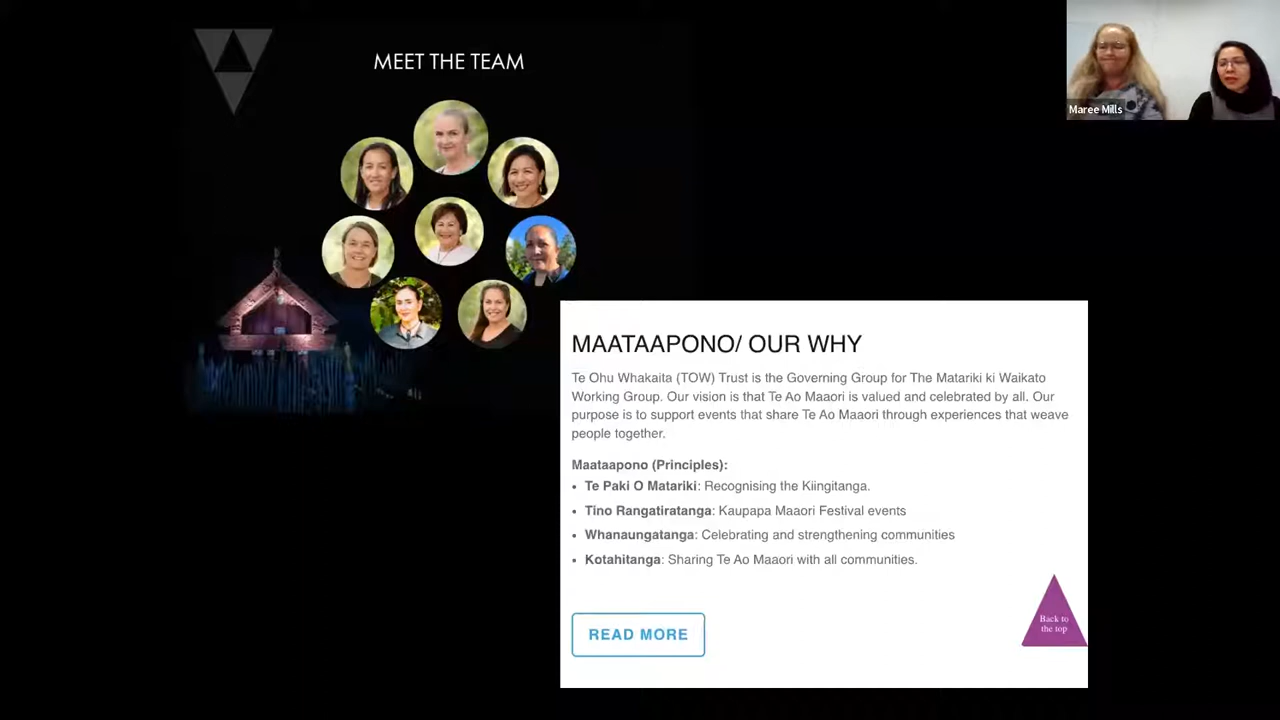 MEET THE TEAM
Maree Mills
MAATAAPONO/ OUR WHY
Te Ohu Whakaita (TOW) Trust is the Governing Group for The Matariki ki Waikato
Working Group. Our vision is that Te Ao Maaori is valued and celebrated by all. Our
purpose is to support events that share Te Ao Maaori through experiences that weave
people together.
Maataapono (Principles):
• Te Paki O Matariki: Recognising the Kiingitanga.
• Tino Rangatiratanga: Kaupapa Maaori Festival events
• Whanaungatanga: Celebrating and strengthening communities
• Kotahitanga: Sharing Te Ao Maaori with all communities.
READ MORE
Back to
the top